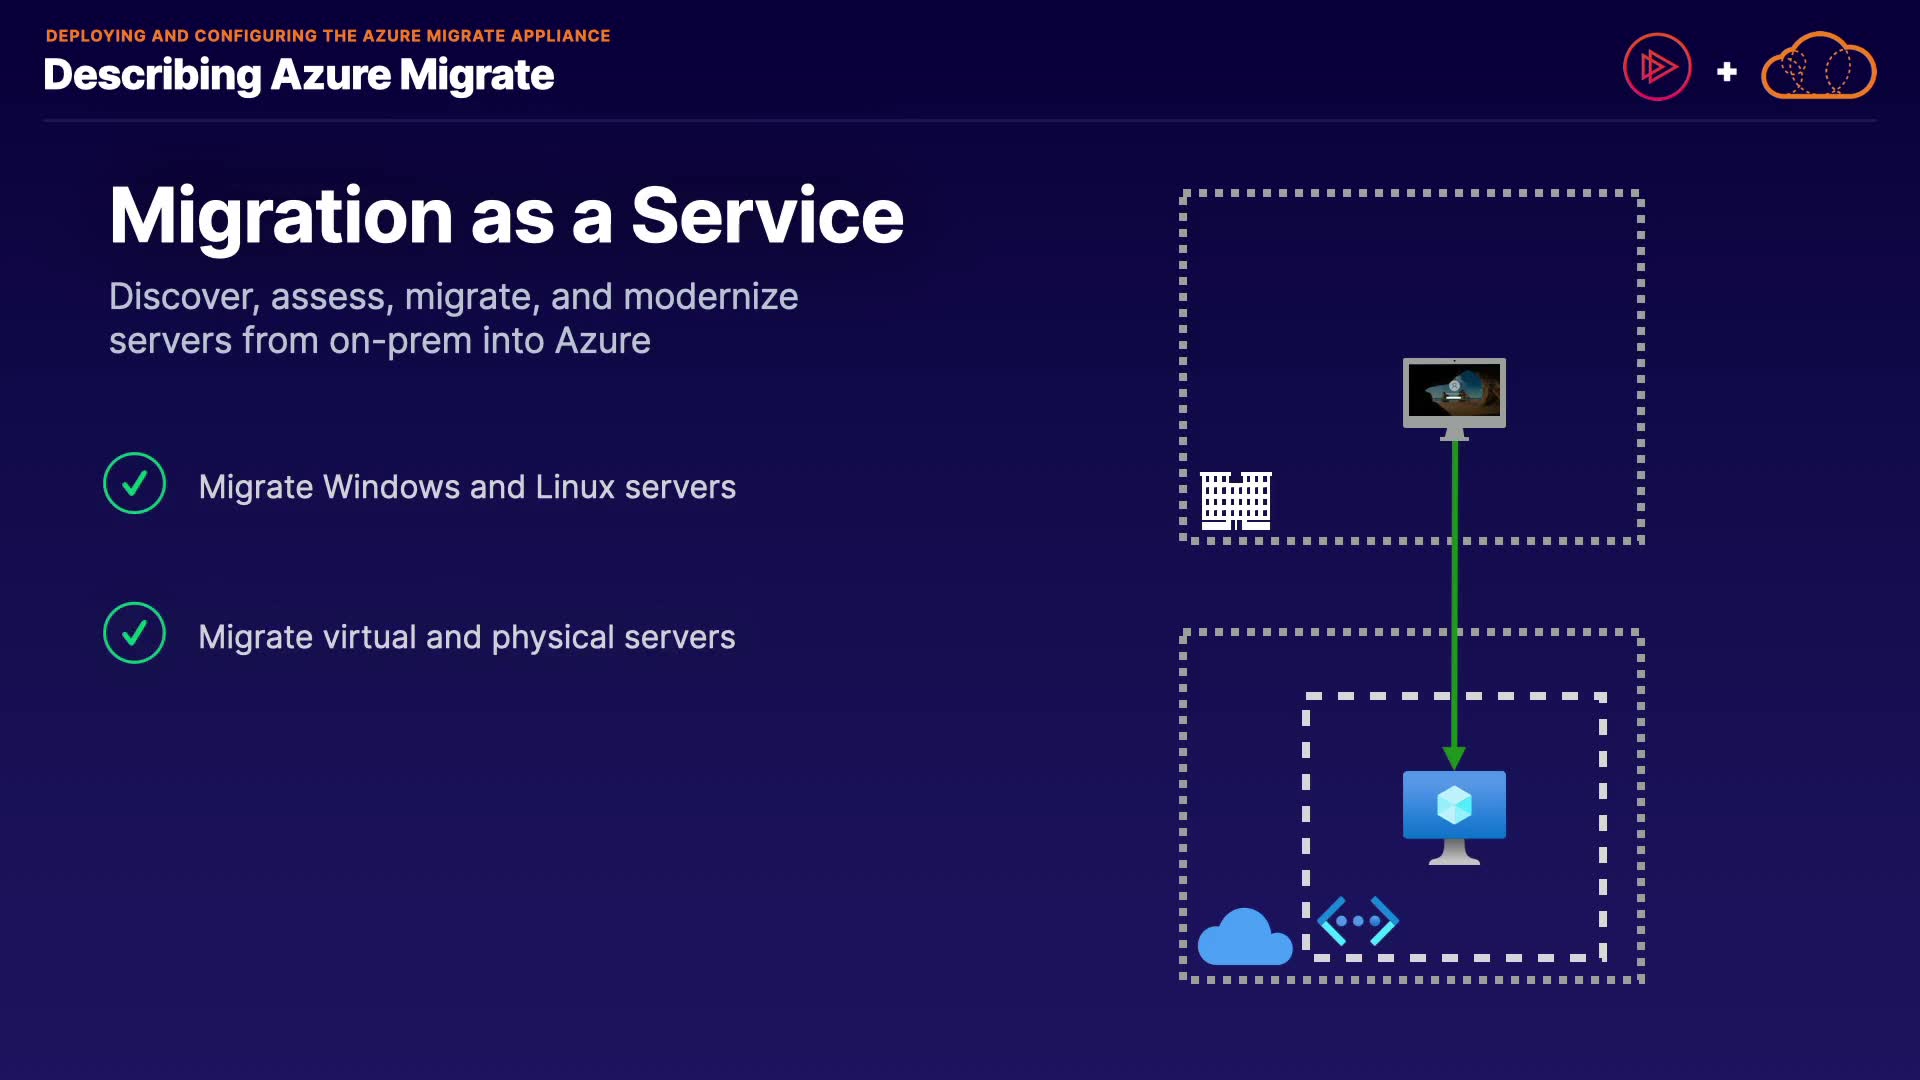 DEPLOYING AND CONFIGURING THE AZURE MIGRATE APPLIANCE
Describing Azure Migrate
Migration as a Service
Discover, assess, migrate, and modernize
servers from on-prem into Azure
Migrate Windows and Linux servers
Migrate virtual and physical servers